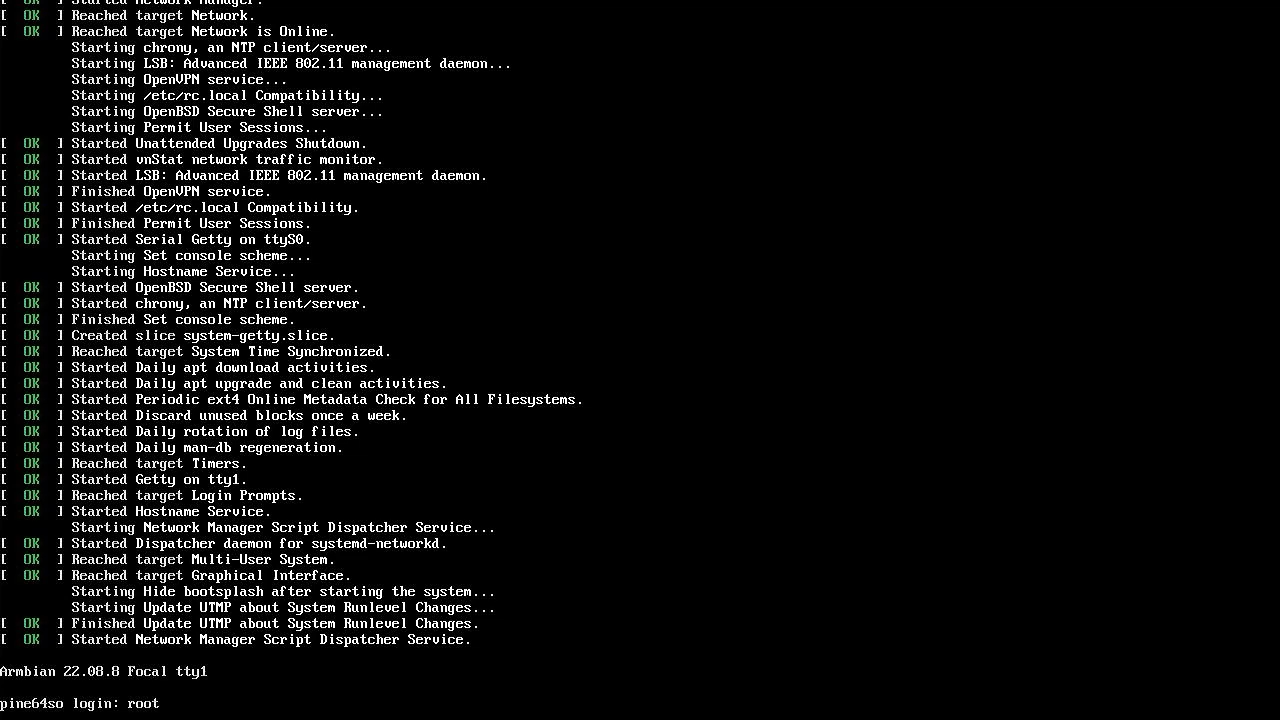 [  OK  ] Started Network Manager.
[  OK  ] Reached target Network.
[  OK  ] Reached target Network is Online.
         Starting chrony, an NTP client/server...
         Starting LSB: Advanced IEEE 802.11 management daemon...
         Starting OpenVPN service...
         Starting /etc/rc.local Compatibility...
         Starting OpenBSD Secure Shell server...
         Starting Permit User Sessions...
[  OK  ] Started Unattended Upgrades Shutdown.
[  OK  ] Started vnStat network traffic monitor.
[  OK  ] Started LSB: Advanced IEEE 802.11 management daemon.
[  OK  ] Finished OpenVPN service.
[  OK  ] Started /etc/rc.local Compatibility.
[  OK  ] Finished Permit User Sessions.
[  OK  ] Started Serial Getty on ttyS0.
         Starting Set console scheme...
         Starting Hostname Service...
[  OK  ] Started OpenBSD Secure Shell server.
[  OK  ] Started chrony, an NTP client/server.
[  OK  ] Finished Set console scheme.
[  OK  ] Created slice system-getty.slice.
[  OK  ] Reached target System Time Synchronized.
[  OK  ] Started Daily apt download activities.
[  OK  ] Started Daily apt upgrade and clean activities.
[  OK  ] Started Periodic ext4 Online Metadata Check for All Filesystems.
[  OK  ] Started Discard unused blocks once a week.
[  OK  ] Started Daily rotation of log files.
[  OK  ] Started Daily man-db regeneration.
[  OK  ] Reached target Timers.
[  OK  ] Started Getty on tty1.
[  OK  ] Reached target Login Prompts.
[  OK  ] Started Hostname Service.
         Starting Network Manager Script Dispatcher Service...
[  OK  ] Started Dispatcher daemon for systemd-networkd.
[  OK  ] Reached target Multi-User System.
[  OK  ] Reached target Graphical Interface.
         Starting Hide bootsplash after starting the system...
         Starting Update UTMP about System Runlevel Changes...
[  OK  ] Finished Update UTMP about System Runlevel Changes.
[  OK  ] Started Network Manager Script Dispatcher Service.
Armbian 22.08.8 Focal tty1
pine64so login: root